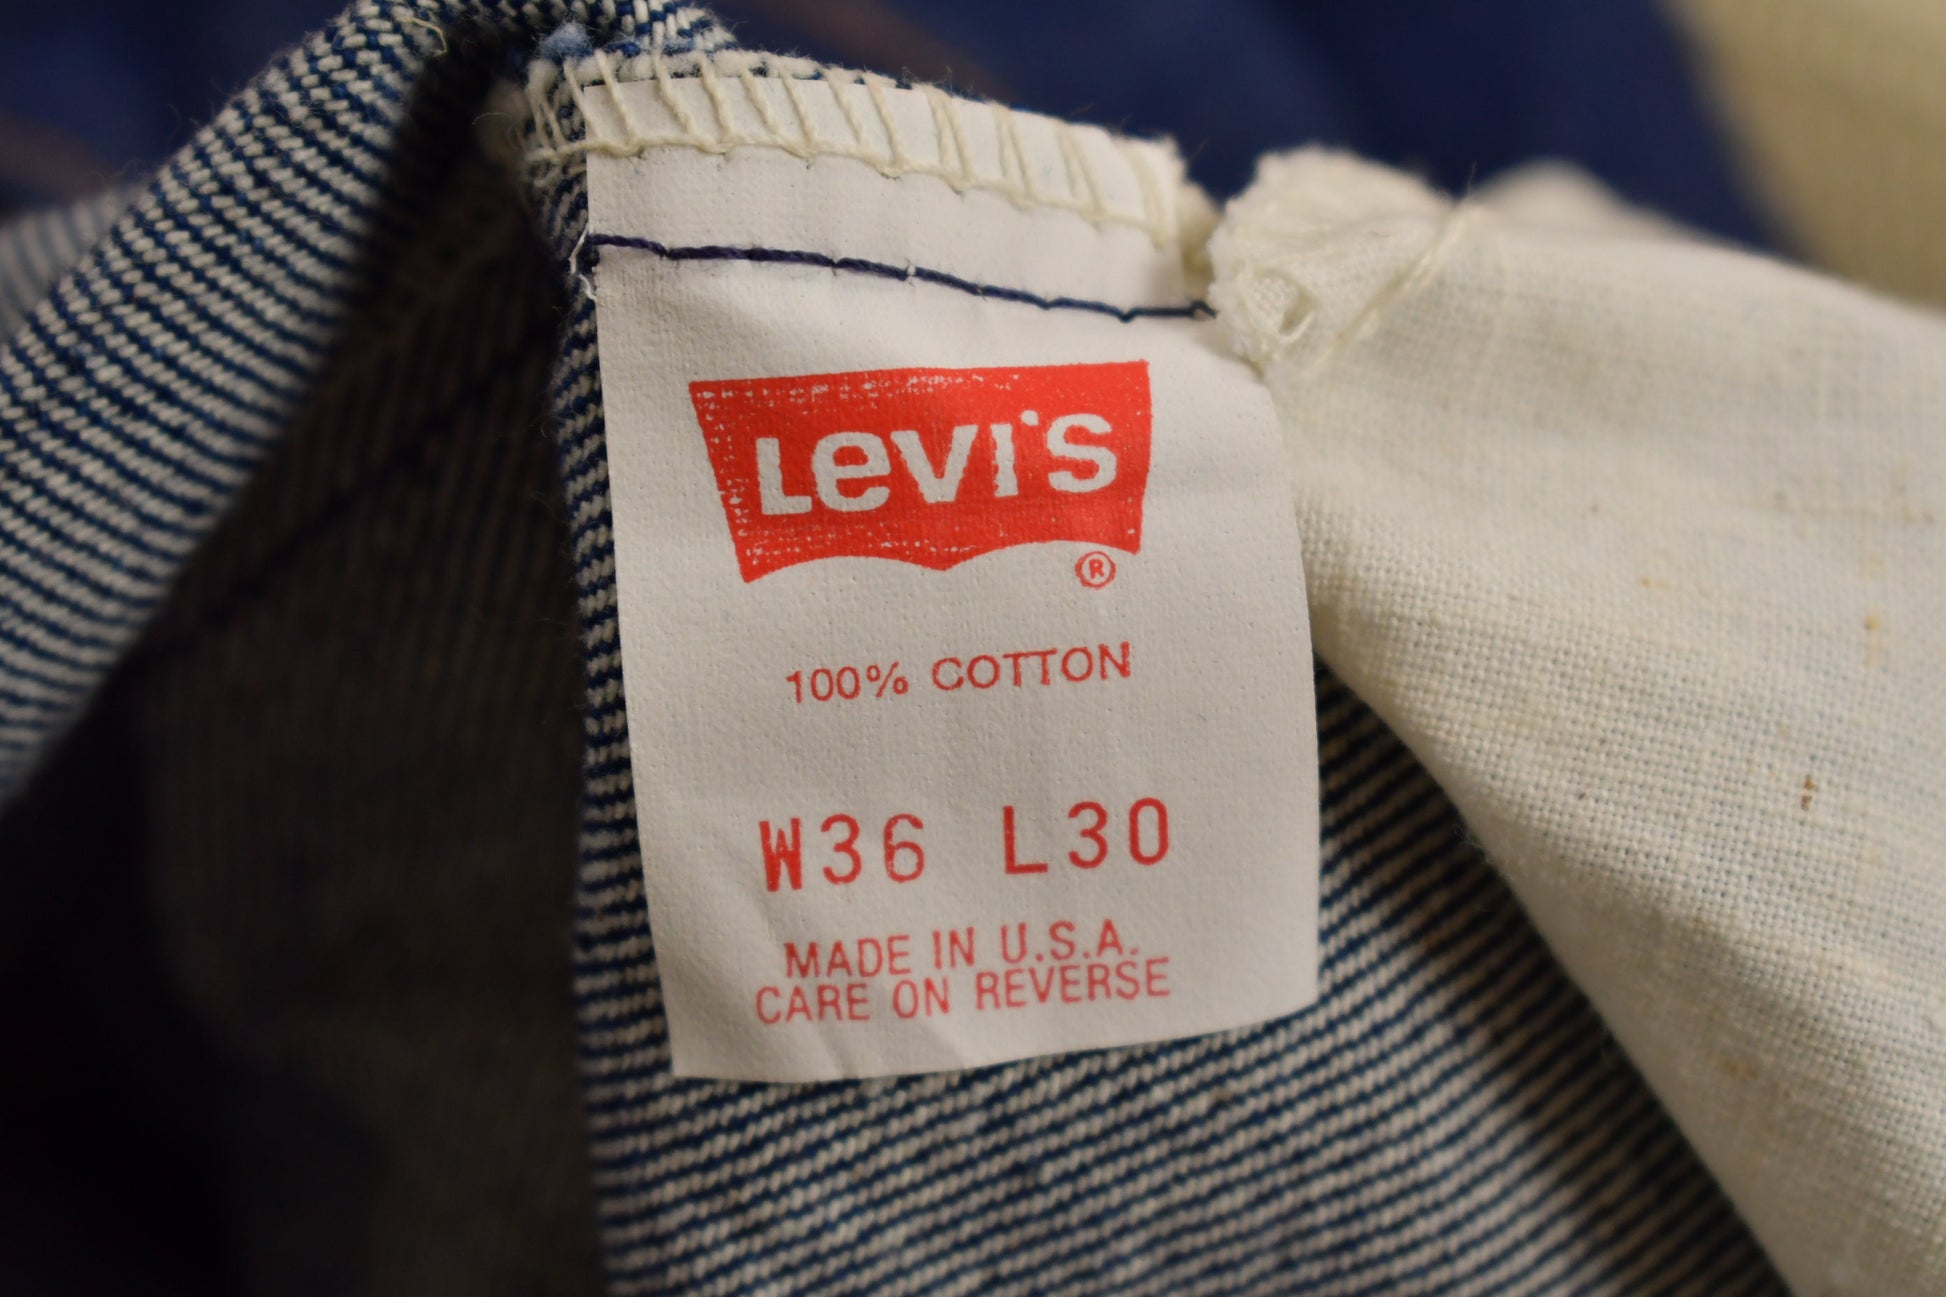 Levi's
®
100% COTTON
W36 L30
MADE IN U.S.A.
CARE ON REVERSE